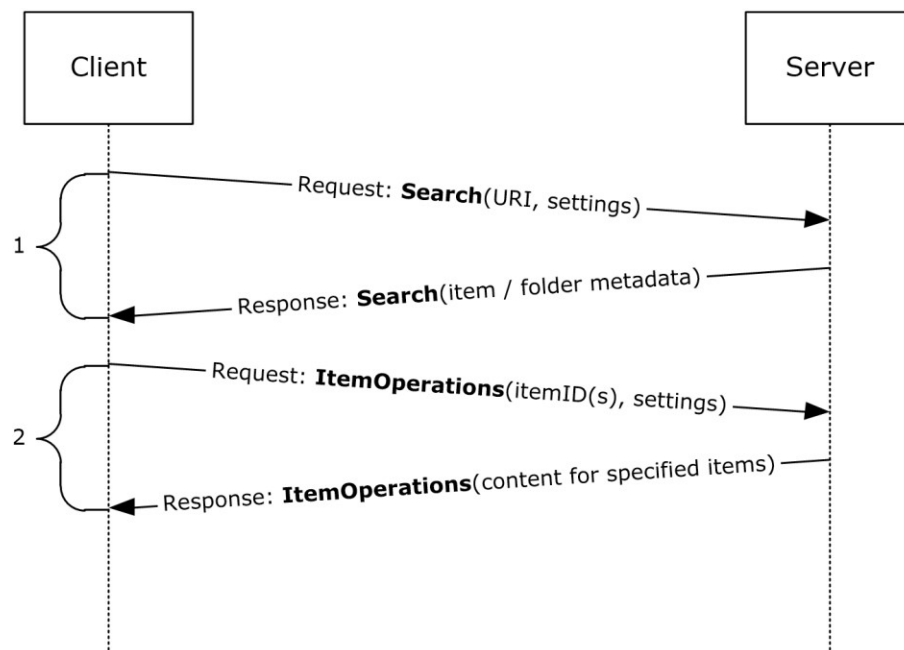 Client
Server
Request: Search(URI, settings)
1
Response: Search(item / folder metadata)
Request: ItemOperations(itemID(s), settings)
2
Response: ItemOperations(content for specified items)